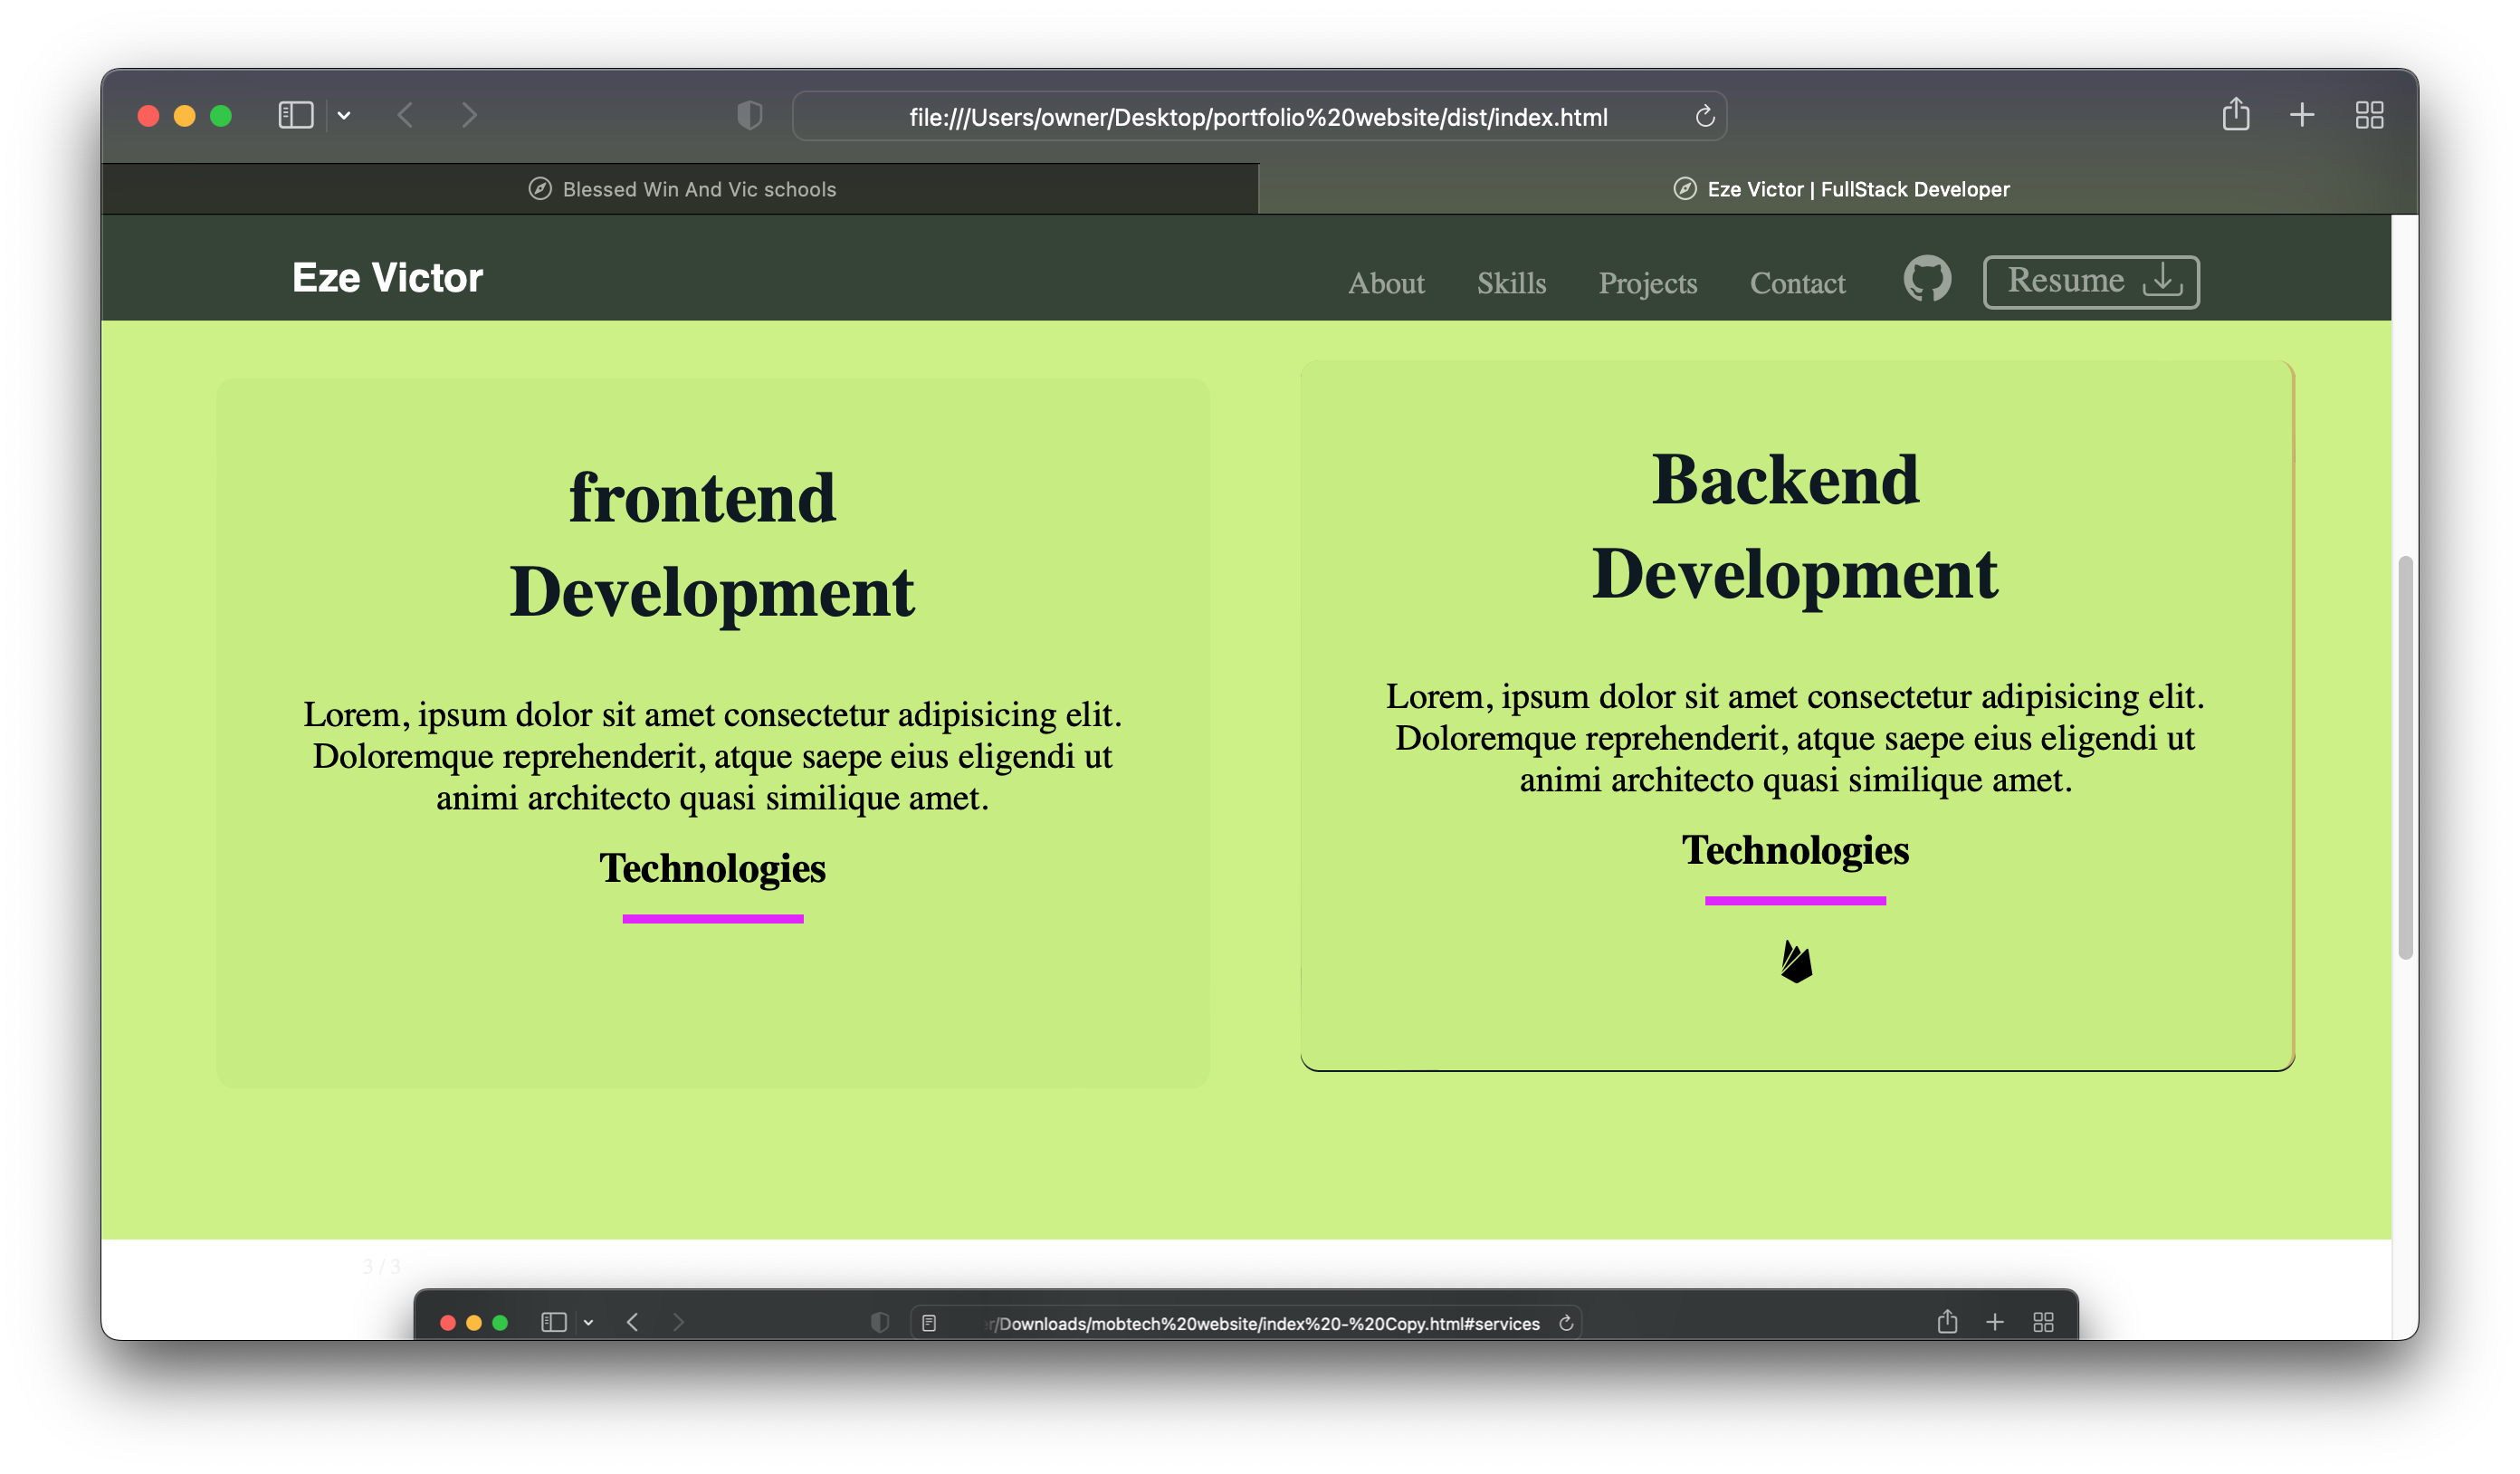 file:///Users/owner/Desktop/portfolio%20website/dist/index.html
Blessed Win And Vic schools
Eze Victor | FullStack Developer
Eze Victor
About
Skills
Projects
Contact
Resume
frontend
Development
Lorem, ipsum dolor sit amet consectetur adipisicing elit.
Doloremque reprehenderit, atque saepe eius eligendi ut
animi architecto quasi similique amet.
Technologies
Backend
Development
Lorem, ipsum dolor sit amet consectetur adipisicing elit.
Doloremque reprehenderit, atque saepe eius eligendi ut
animi architecto quasi similique amet.
Technologies
3 / 3
/Downloads/mobtech%20website/index%20-%20Copy.html#services